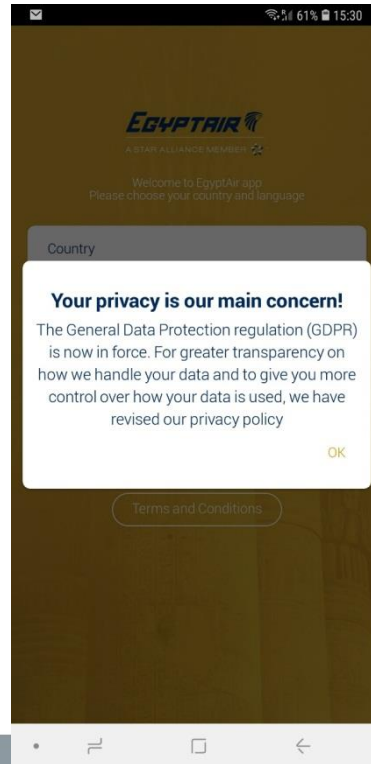 61% 15:30
EGYPTAIR
A STAR ALLIANCE MEMBER
Welcome to EgyptAir app
Please choose your country and language
Country
Your privacy is our main concern!
The General Data Protection regulation (GDPR)
is now in force. For greater transparency on
how we handle your data and to give you more
control over how your data is used, we have
revised our privacy policy
OK
Terms and Conditions